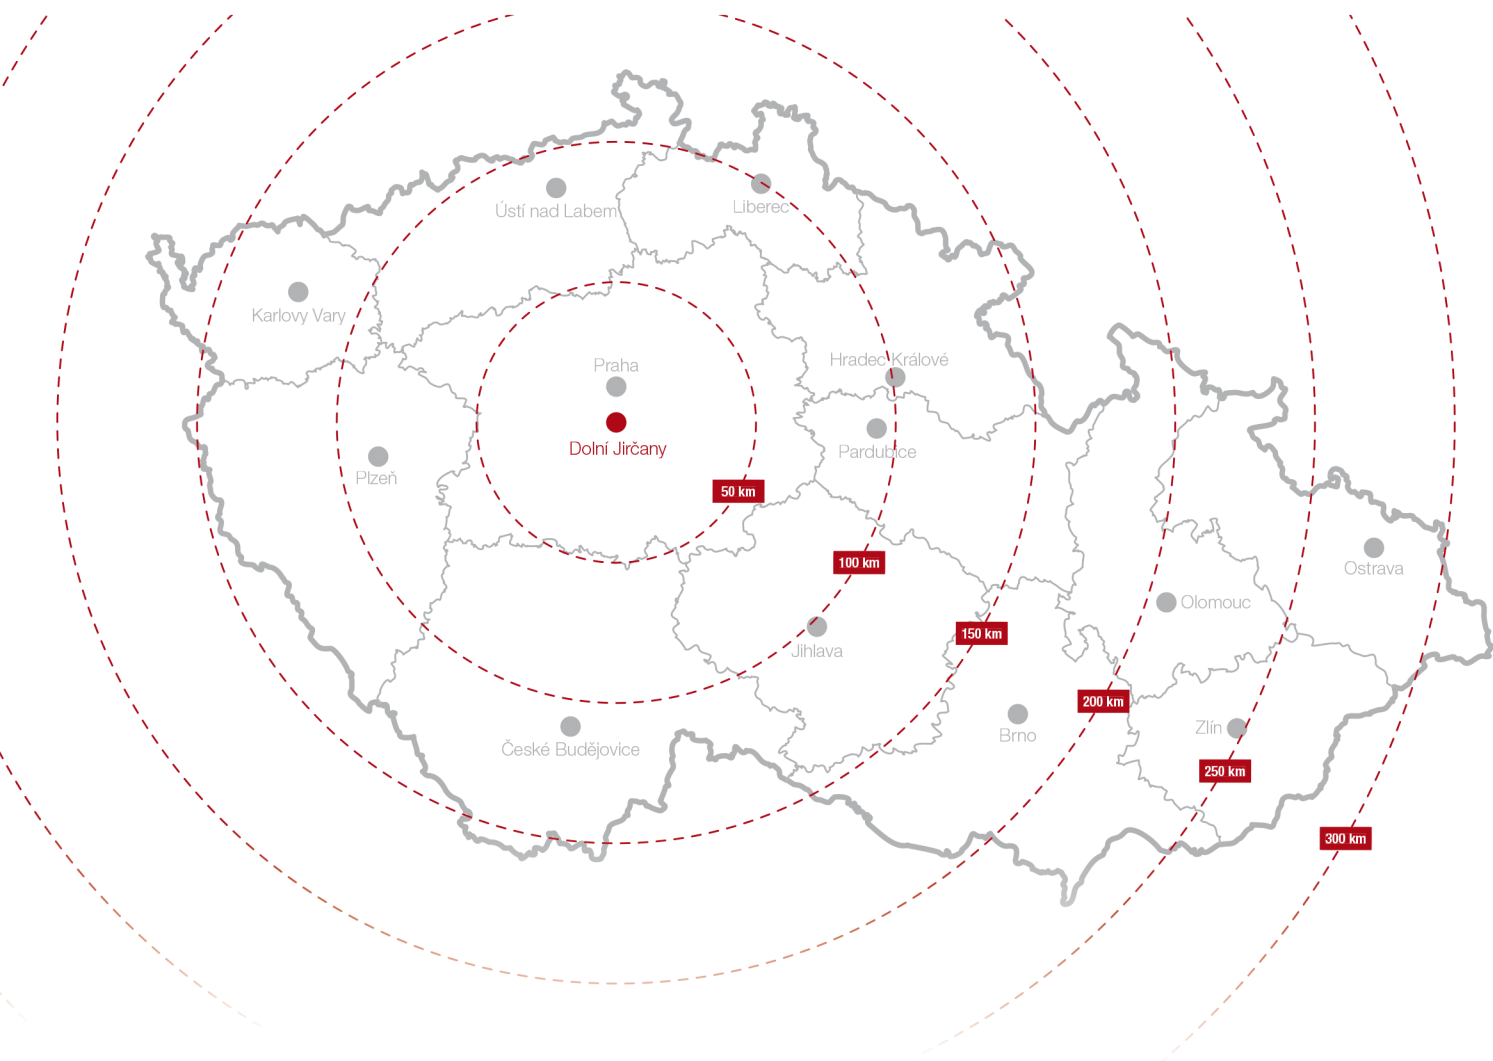 Liberec
Ústí nad Labem
Karlovy Vary
Praha
Hradec Králové
Dolní Jirčany
Pardubice
Plzeň
50 km
100 km
Ostrava
Olomouc
150 km
Jihlava
200 km
Zlín
Brno
České Budějovice
250 km
300 km